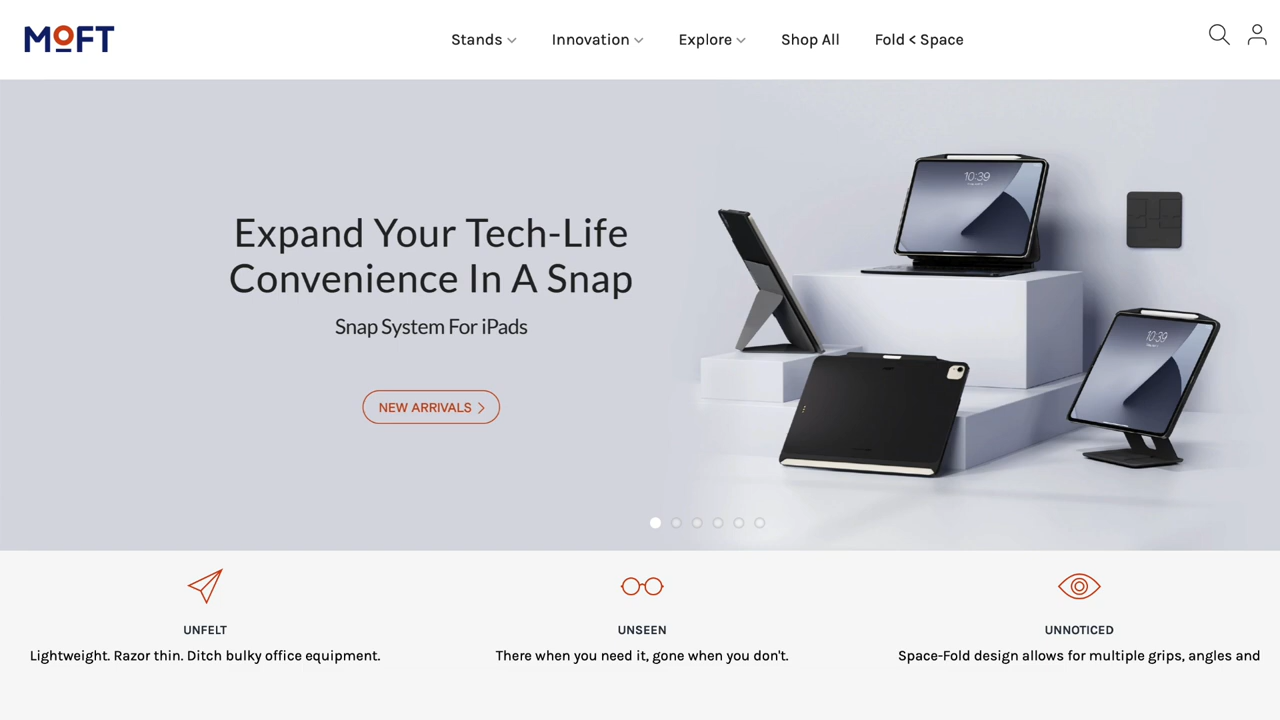 MOFT
Stands
Innovation
Explore
Shop All
Fold < Space
Expand Your Tech-Life
Convenience In A Snap
Snap System For iPads
NEW ARRIVALS
10:39
10:39
UNFELT
Lightweight. Razor thin. Ditch bulky office equipment.
UNSEEN
There when you need it, gone when you don't.
UNNOTICED
Space-Fold design allows for multiple grips, angles and